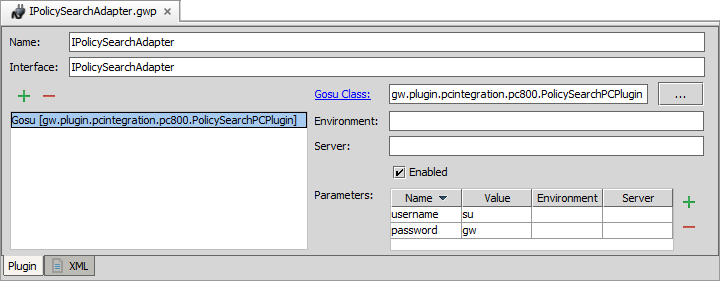 IPolicySearchAdapter.gwp
Name: IPolicySearchAdapter
Interface: IPolicySearchAdapter
Gosu Class: gw.plugin.pcintegration.pc800.PolicySearchPCPlugin ...
Gosu [gw.plugin.pcintegration.pc800.PolicySearchPCPlugin]
Environment:
Server:
Enabled
Parameters:
Name Value Environment Server
username su
password gw
Plugin XML